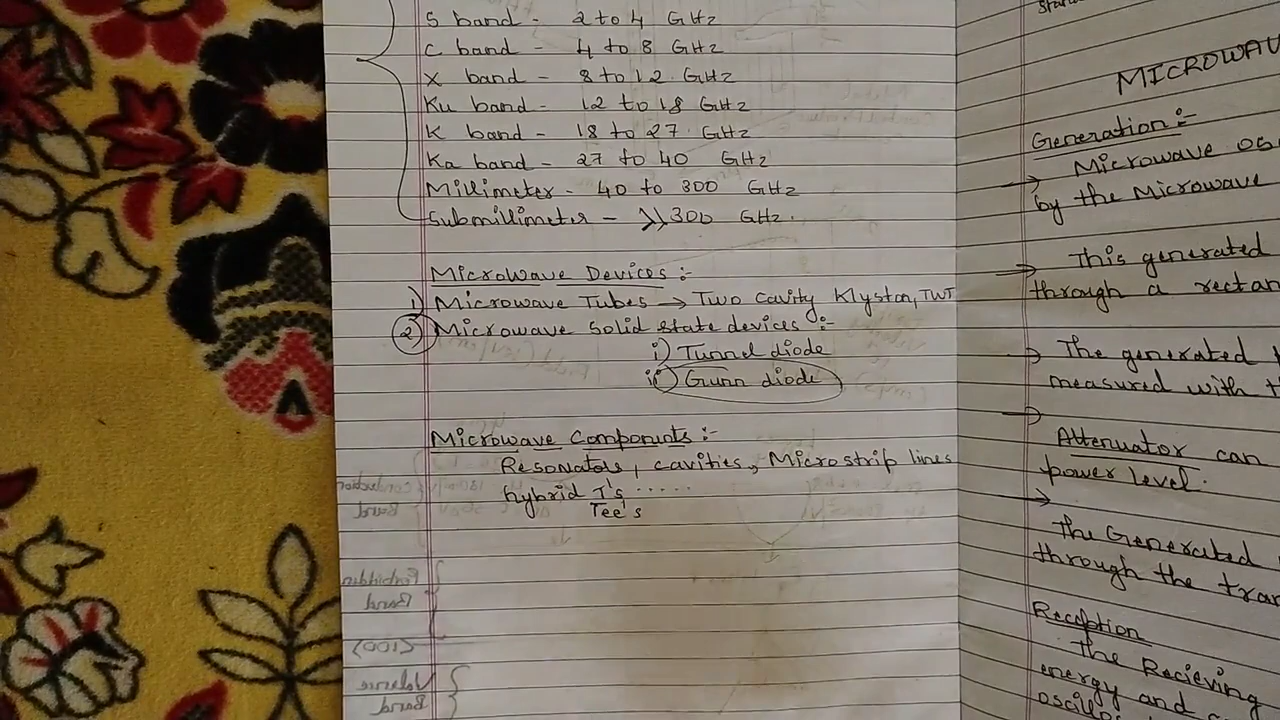 S band - 2 to 4 GHz
C band - 4 to 8 GHz
X band - 8 to 12 GHz
Ku band - 12 to 18 GHz
K band - 18 to 27 GHz
Ka band - 27 to 40 GHz
Millimeter - 40 to 300 GHz
Submillimeter - >>300 GHz.
Microwave Devices :-
1) Microwave Tubes → Two cavity Klyston, TWT
2) Microwave Solid state devices :-
i) Tunnel diode
ii) Gunn diode
Microwave Components :-
Resonators, cavities, Microstrip lines
hybrid T's .....
Tee's
MICROWAV
Generation :-
→ Microwave os
by the Microwave
→ This generated
through a rectan
→ The generated
measured with t
→ Attenuator can
power level.
→ The Generated
through the tran
Reception
the Recieving
energy and
oscill